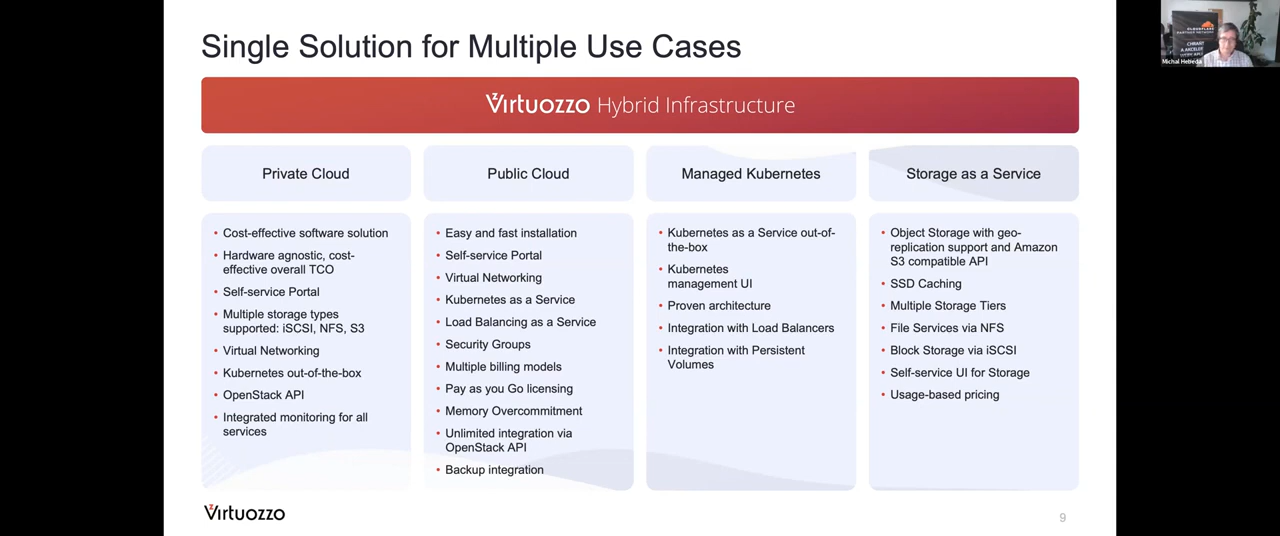 Single Solution for Multiple Use Cases
Virtuozzo Hybrid Infrastructure
Private Cloud
• Cost-effective software solution
• Hardware agnostic, cost-
effective overall TCO
• Self-service Portal
• Multiple storage types
supported: iSCSI, NFS, S3
• Virtual Networking
• Kubernetes out-of-the-box
• OpenStack API
• Integrated monitoring for all
services
Public Cloud
• Easy and fast installation
• Self-service Portal
• Virtual Networking
• Kubernetes as a Service
• Load Balancing as a Service
• Security Groups
• Multiple billing models
• Pay as you Go licensing
• Memory Overcommitment
• Unlimited integration via
OpenStack API
• Backup integration
Managed Kubernetes
• Kubernetes as a Service out-of-
the-box
• Kubernetes
management UI
• Proven architecture
• Integration with Load Balancers
• Integration with Persistent
Volumes
Storage as a Service
• Object Storage with geo-
replication support and Amazon
S3 compatible API
• SSD Caching
• Multiple Storage Tiers
• File Services via NFS
• Block Storage via iSCSI
• Self-service UI for Storage
• Usage-based pricing
Virtuozzo
9
CLOUDFLARE
PARTNER NETWORK
Michal